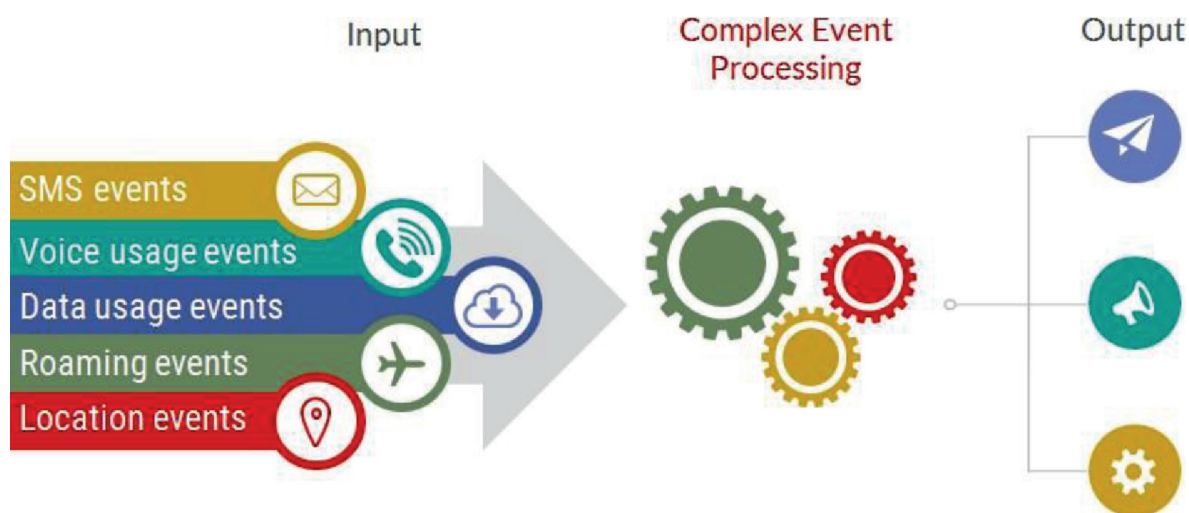 Input
Complex Event
Processing
Output
SMS events
Voice usage events
Data usage events
Roaming events
Location events